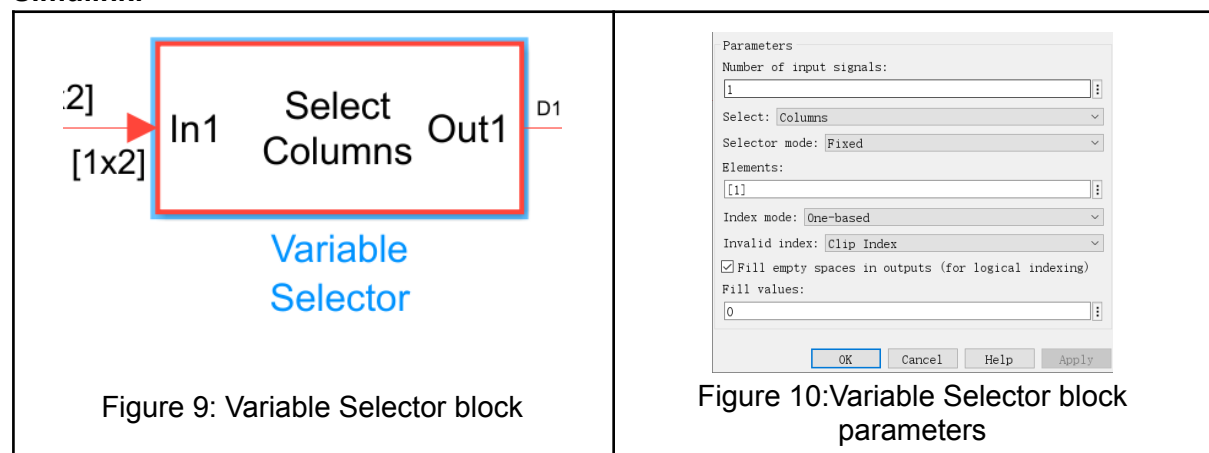 :2]
[1x2]
In1
Select
Columns
Out1
D1
Variable
Selector
Figure 9: Variable Selector block
Parameters
Number of input signals:
1
Select: Columns
Selector mode: Fixed
Elements:
[1]
Index mode: One-based
Invalid index: Clip Index
Fill empty spaces in outputs (for logical indexing)
Fill values:
0
OK Cancel Help Apply
Figure 10:Variable Selector block
parameters